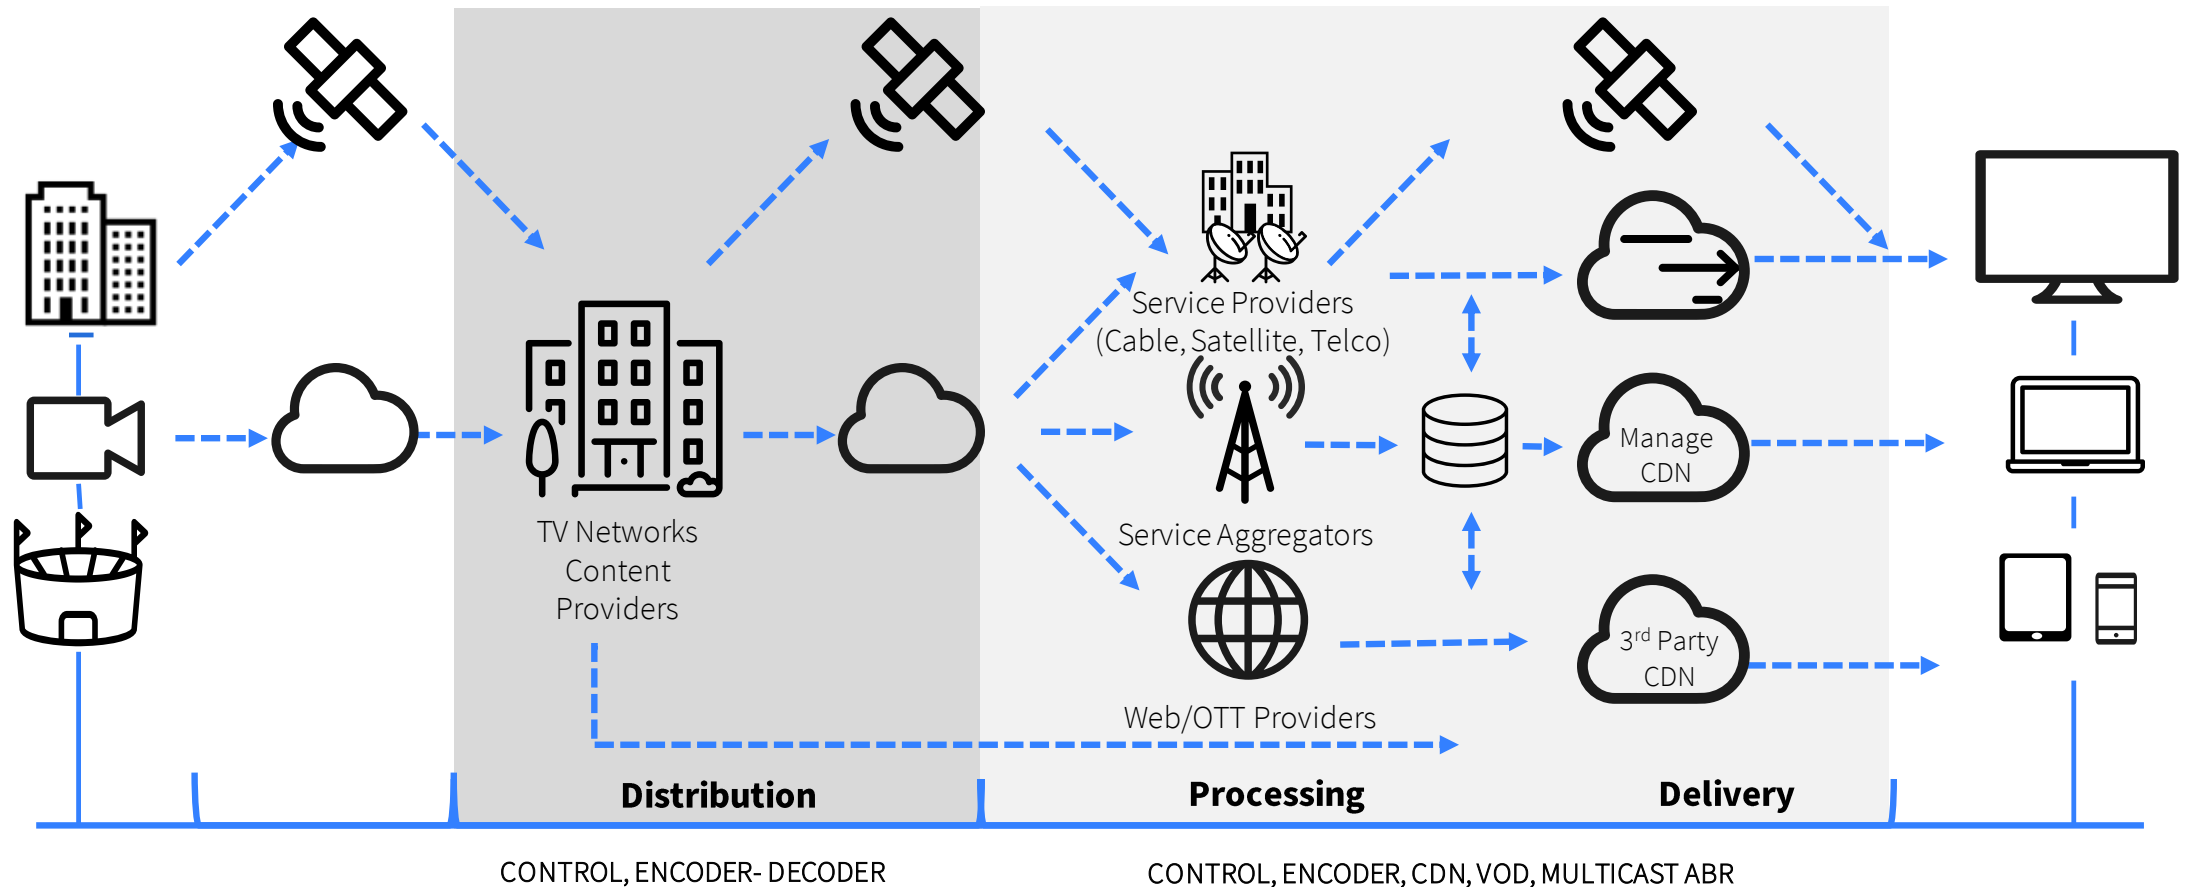 Service Providers
(Cable, Satellite, Telco)
Manage
CDN
TV Networks
Content
Providers
Service Aggregators
3rd Party
CDN
Web/OTT Providers
Distribution
Processing
Delivery
CONTROL, ENCODER- DECODER
CONTROL, ENCODER, CDN, VOD, MULTICAST ABR